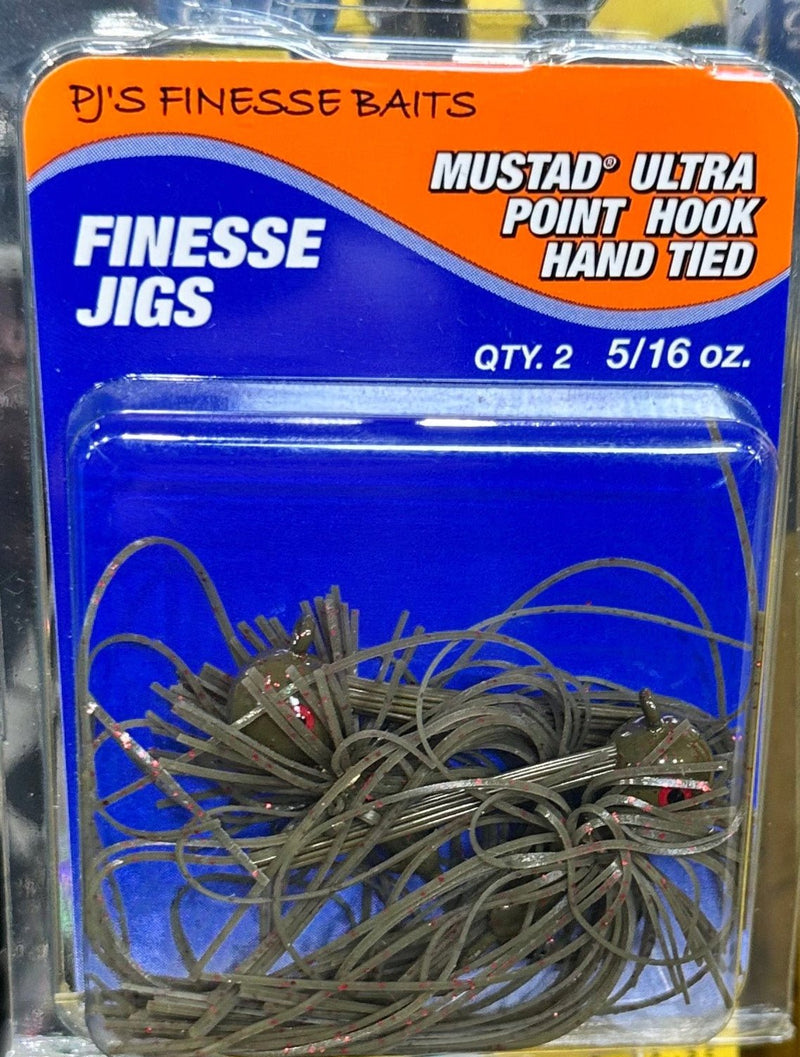 PJ'S FINESSE BAITS
MUSTAD® ULTRA
POINT HOOK
HAND TIED
FINESSE
JIGS
QTY. 2 5/16 oz.